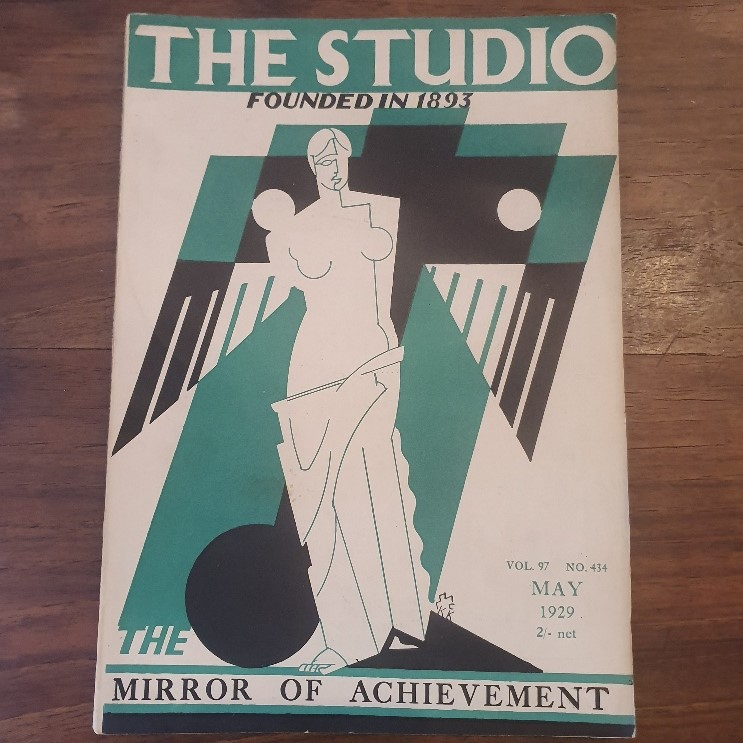 THE STUDIO
FOUNDED IN 1893
VOL. 97 NO. 434
MAY
1929
2/- net
THE
MIRROR OF ACHIEVEMENT